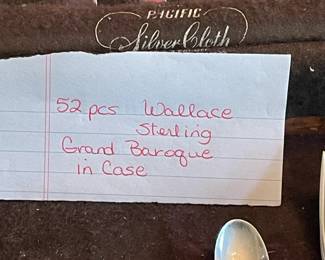 PACIFIC
Silver Cloth
52 pcs Wallace
Sterling
Grand Baroque
in Case